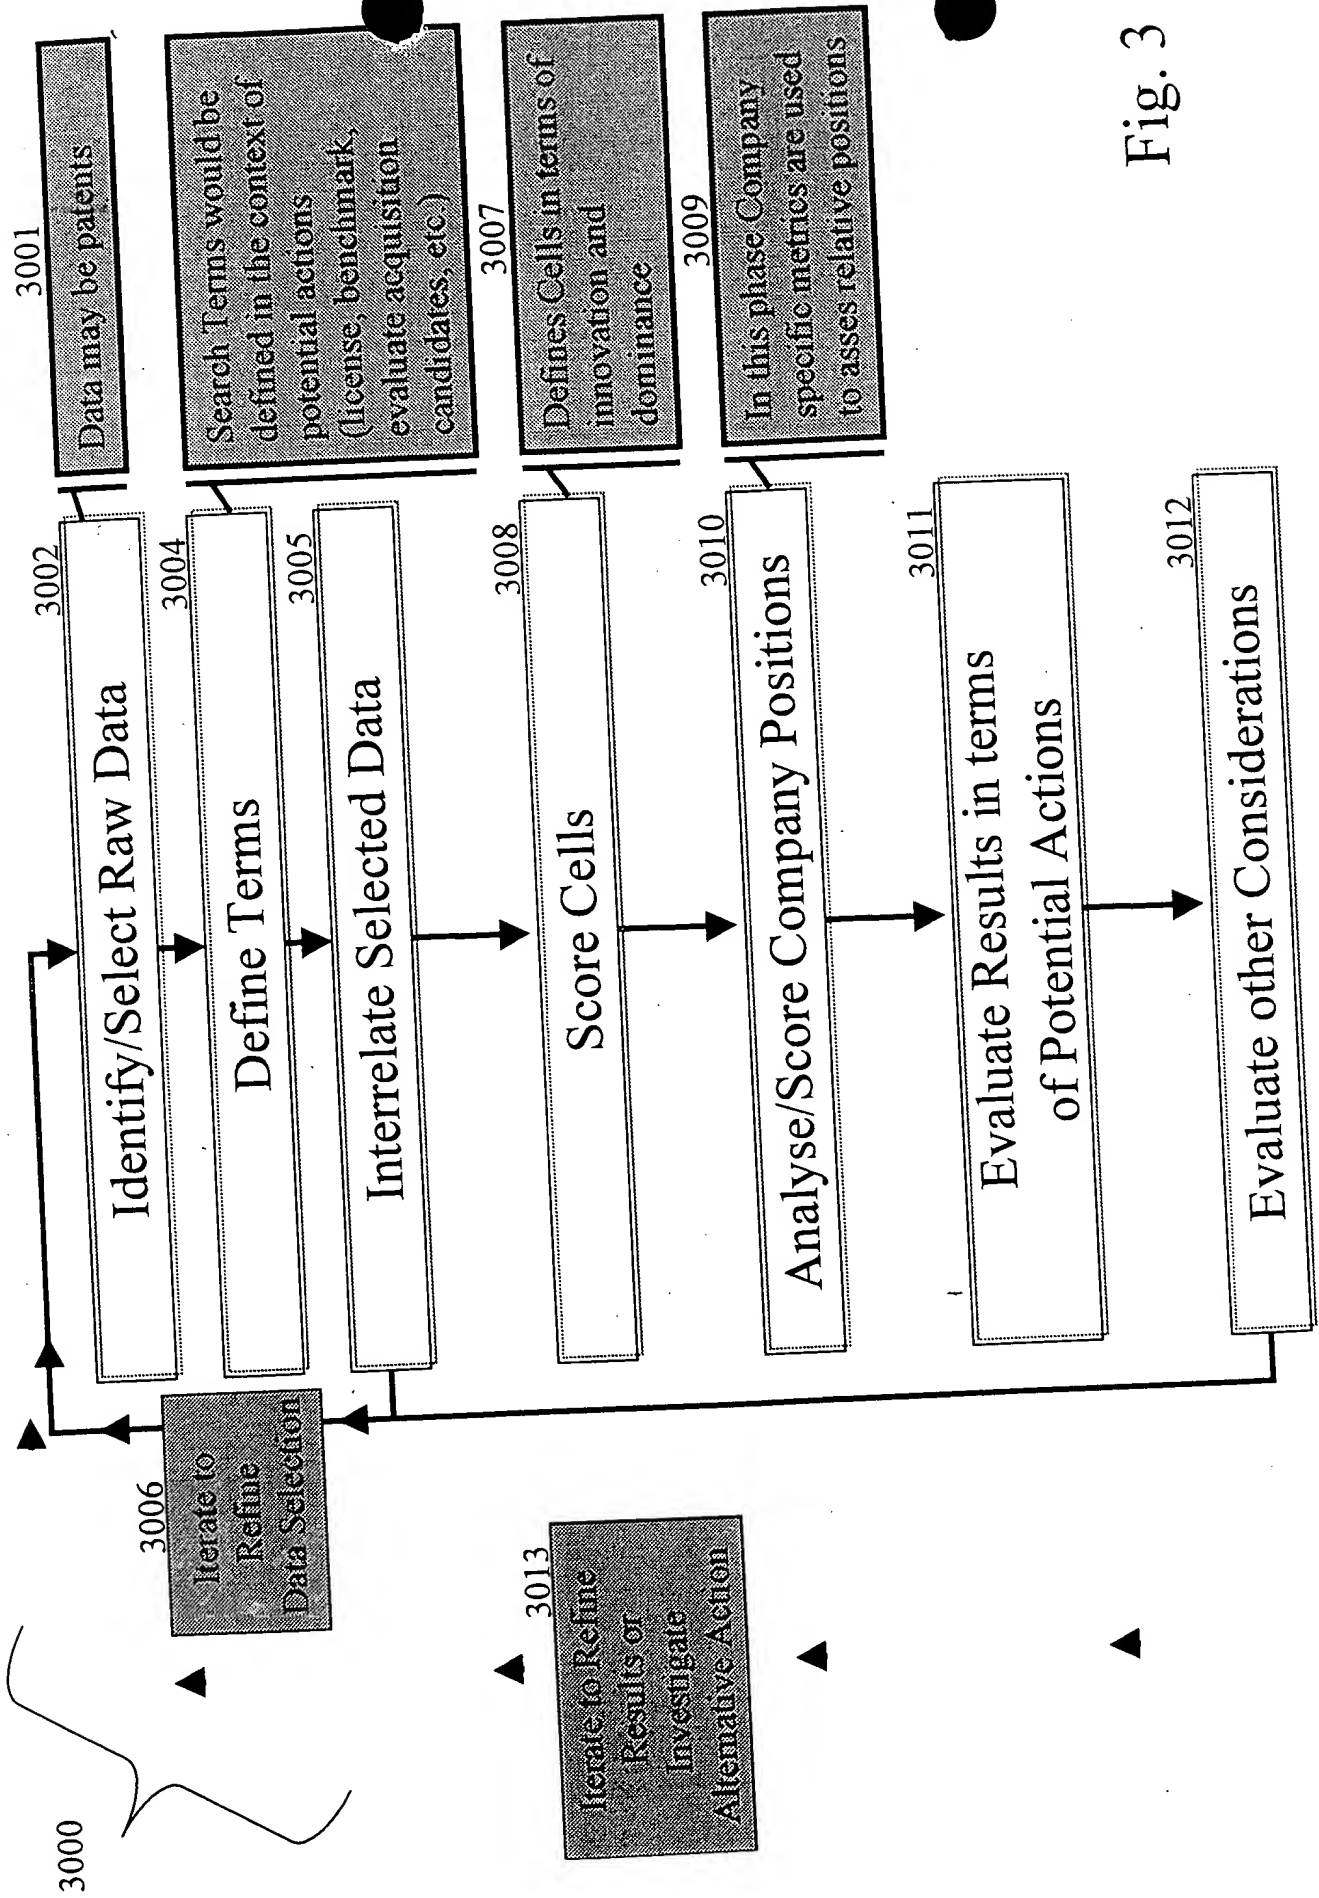 3000
3001
Data may be patents
3002
Identify/Select Raw Data
Search Terms would be
defined in the context of
potential actions
(license, benchmark,
evaluate acquisition
candidates, etc.)
3004
Define Terms
3005
Interrelate Selected Data
3006
Iterate to
Refine
Data Selection
3007
Defines Cells in terms of
innovation and
dominance
3008
Score Cells
3009
In this phase Company
specific metrics are used
to asses relative positions
3010
Analyse/Score Company Positions
3011
Evaluate Results in terms
of Potential Actions
3012
Evaluate other Considerations
3013
Iterate to Refine
Results or
Investigate
Alternative Action
Fig. 3